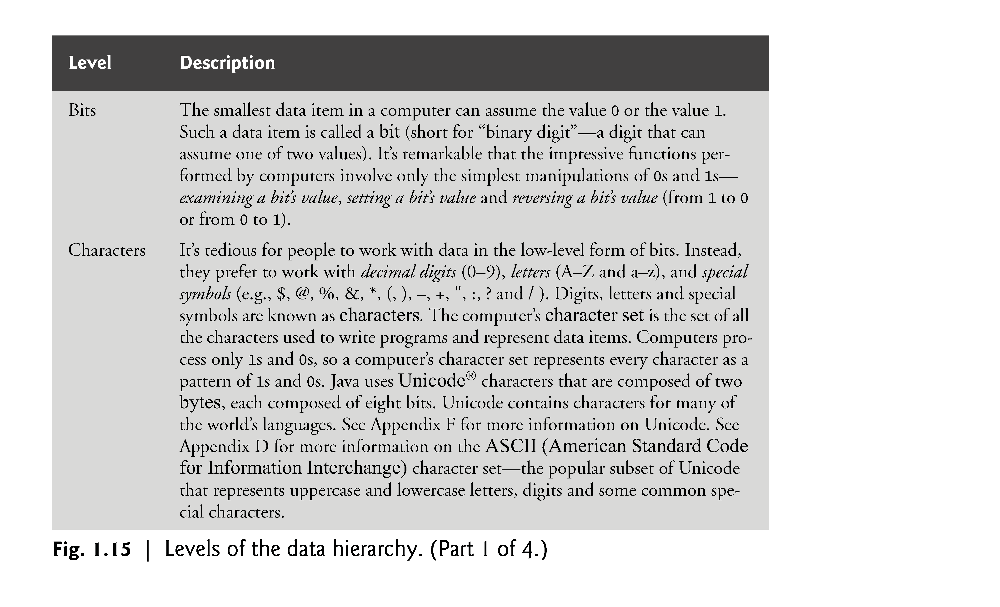 Level Description
Bits The smallest data item in a computer can assume the value 0 or the value 1.
Such a data item is called a bit (short for “binary digit”—a digit that can
assume one of two values). It’s remarkable that the impressive functions per-
formed by computers involve only the simplest manipulations of 0s and 1s—
examining a bit’s value, setting a bit’s value and reversing a bit’s value (from 1 to 0
or from 0 to 1).
Characters It’s tedious for people to work with data in the low-level form of bits. Instead,
they prefer to work with decimal digits (0–9), letters (A–Z and a–z), and special
symbols (e.g., $, @, %, &, *, (, ), –, +, ", :, ? and / ). Digits, letters and special
symbols are known as characters. The computer’s character set is the set of all
the characters used to write programs and represent data items. Computers pro-
cess only 1s and 0s, so a computer’s character set represents every character as a
pattern of 1s and 0s. Java uses Unicode® characters that are composed of two
bytes, each composed of eight bits. Unicode contains characters for many of
the world’s languages. See Appendix F for more information on Unicode. See
Appendix D for more information on the ASCII (American Standard Code
for Information Interchange) character set—the popular subset of Unicode
that represents uppercase and lowercase letters, digits and some common spe-
cial characters.
Fig. 1.15 | Levels of the data hierarchy. (Part 1 of 4.)